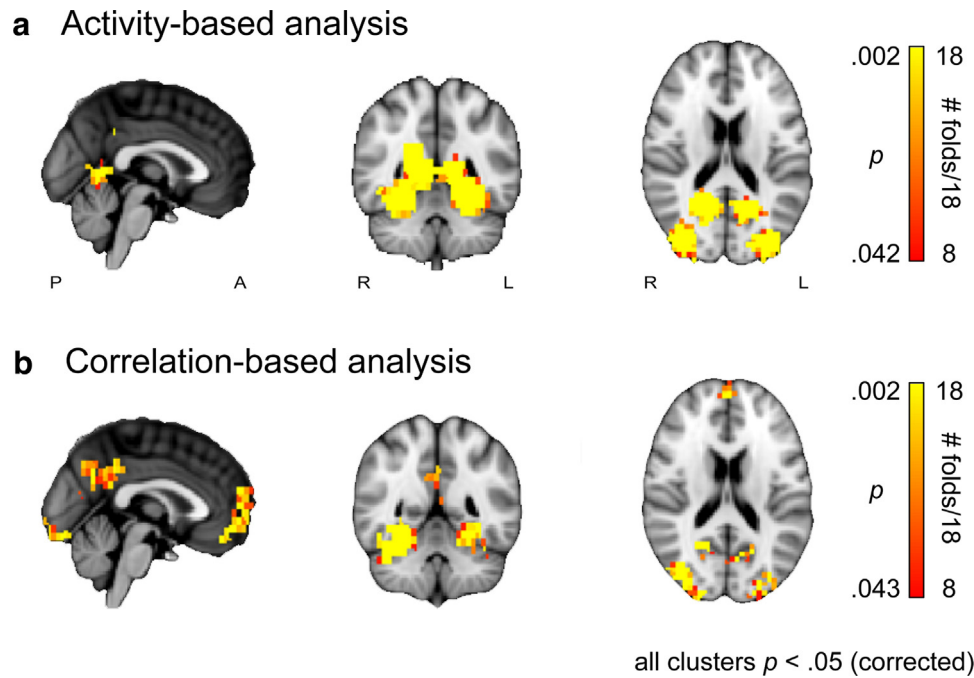 a Activity-based analysis
.002 18
p # folds/18
.042 8
P A R L R L
b Correlation-based analysis
.002 18
p # folds/18
.043 8
all clusters p < .05 (corrected)